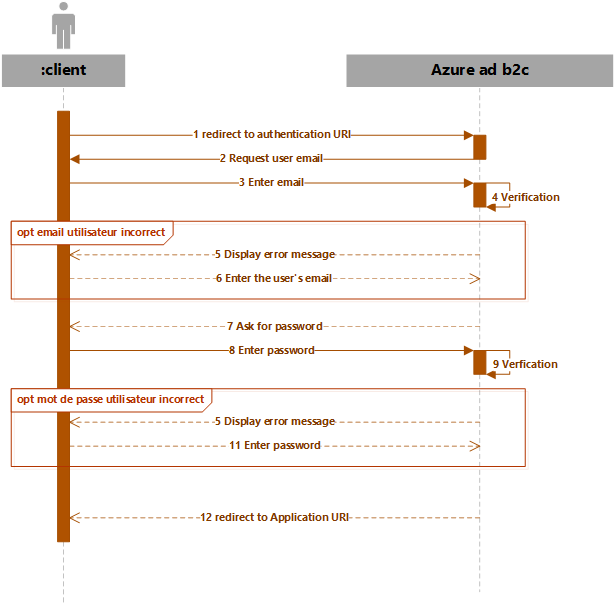 :client
Azure ad b2c
1 redirect to authentication URI
2 Request user email
3 Enter email
4 Verification
opt email utilisateur incorrect
5 Display error message
6 Enter the user's email
7 Ask for password
8 Enter password
9 Verfication
opt mot de passe utilisateur incorrect
5 Display error message
11 Enter password
12 redirect to Application URI